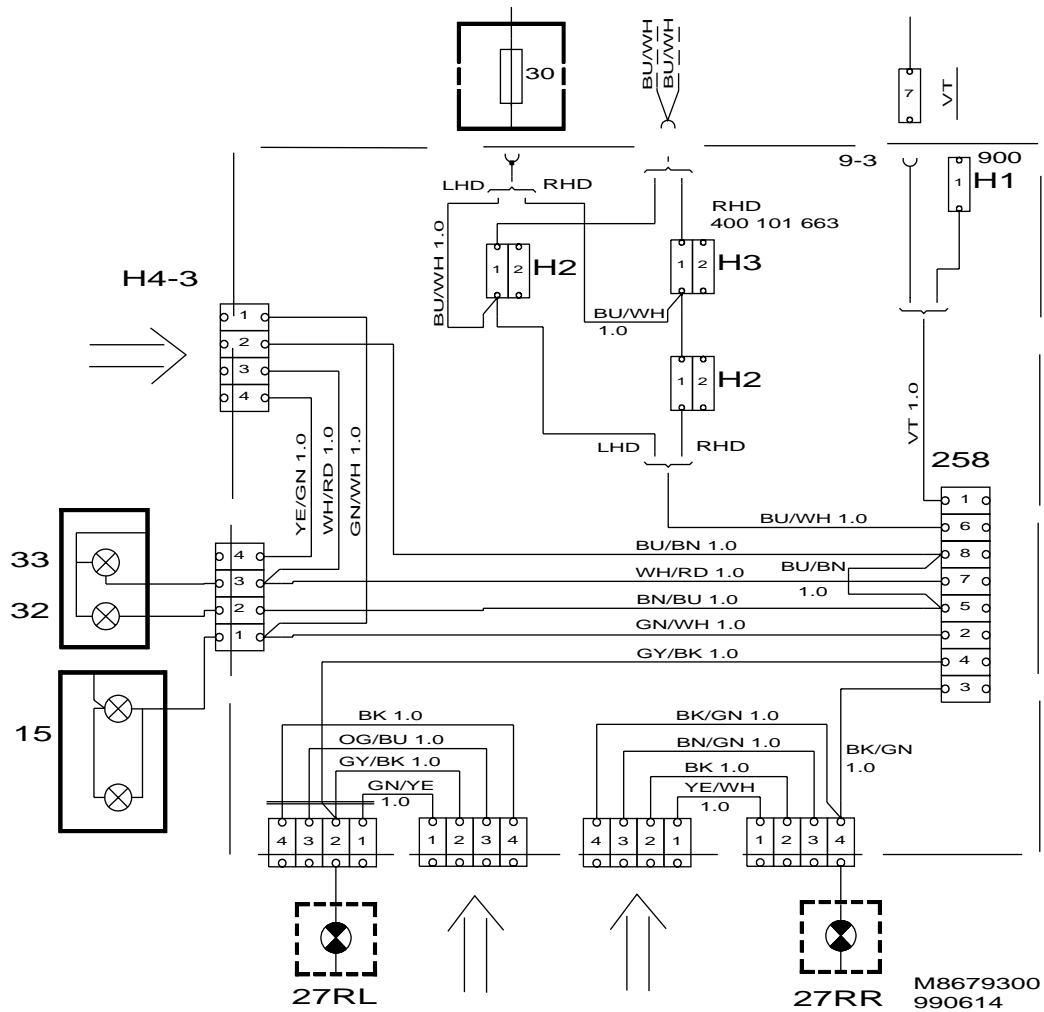 30
BU/WH
BU/WH
7
VT
9-3
900
1
H1
LHD
RHD
RHD
400 101 663
BU/WH 1.0
1 2
H2
1 2
H3
BU/WH
1.0
H4-3
1
2
3
4
1 2
H2
YE/GN 1.0
WH/RD 1.0
GN/WH 1.0
LHD
RHD
VT 1.0
258
1
6
8
7
5
2
4
3
BU/WH 1.0
BU/BN 1.0
BU/BN
1.0
WH/RD 1.0
BN/BU 1.0
GN/WH 1.0
GY/BK 1.0
33
32
4
3
2
1
15
BK 1.0
OG/BU 1.0
GY/BK 1.0
GN/YE
1.0
BK/GN 1.0
BN/GN 1.0
BK 1.0
YE/WH
1.0
BK/GN
1.0
4 3 2 1
1 2 3 4
4 3 2 1
1 2 3 4
27RL
27RR
M8679300
990614